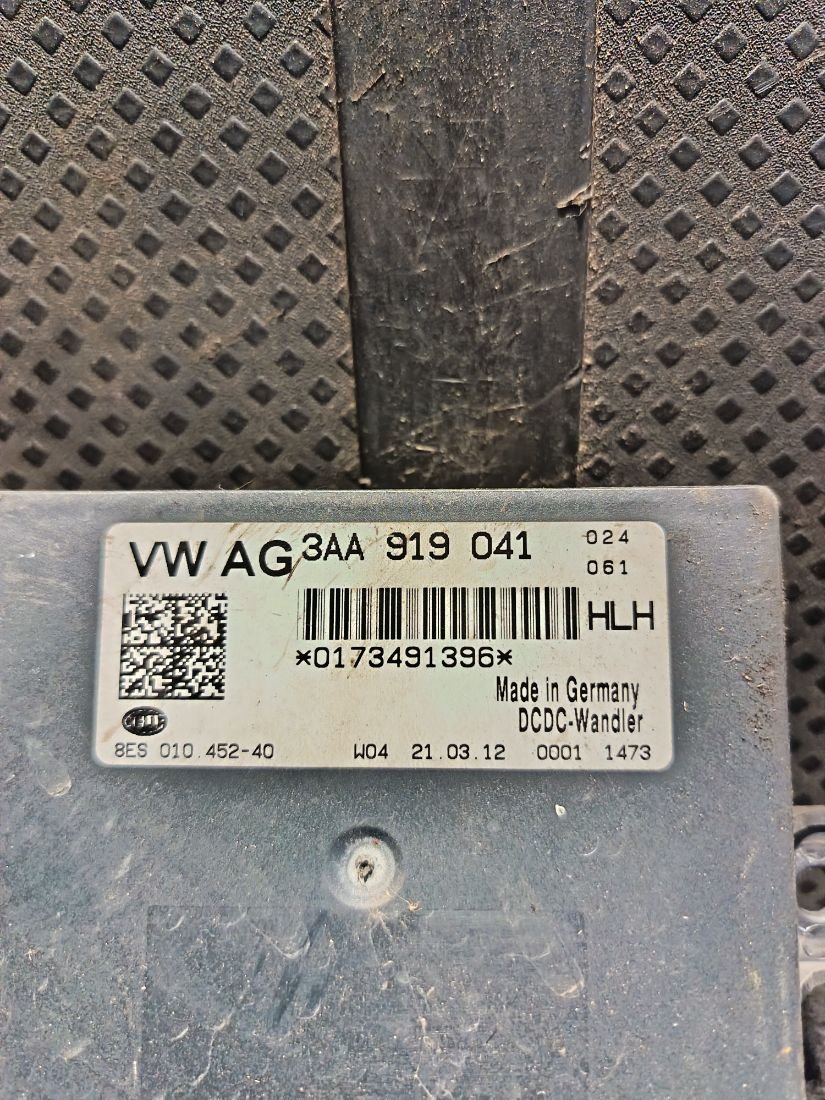 VW AG 3AA 919 041 024
061
HLH
*0173491396*
Made in Germany
DCDC-Wandler
HELLA
8ES 010.452-40 W04 21.03.12 0001 1473